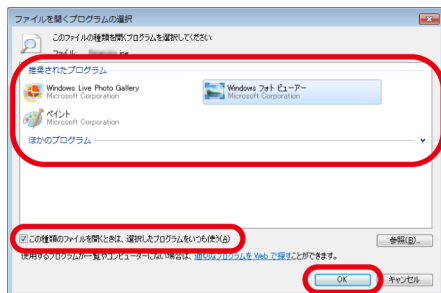 ファイルを開くプログラムの選択
このファイルの種類を開くプログラムを選択してください:
ファイル:
推奨されたプログラム
Windows Live Photo Gallery
Microsoft Corporation
Windows フォト ビューアー
Microsoft Corporation
ペイント
Microsoft Corporation
ほかのプログラム
この種類のファイルを開くときは、選択したプログラムをいつも使う(A)
参照(B)...
使用するプログラムが一覧やコンピューターにない場合は、適切なプログラムを Web で探すことができます。
OK
キャンセル